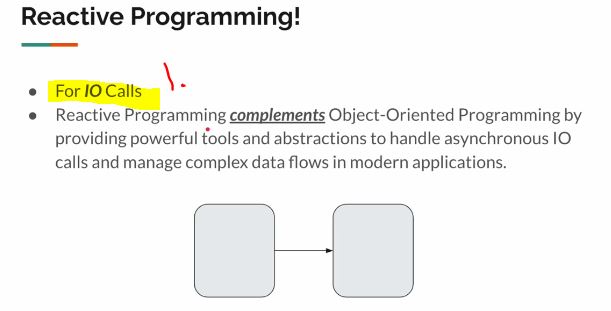 Reactive Programming!
● For IO Calls
● Reactive Programming complements Object-Oriented Programming by
providing powerful tools and abstractions to handle asynchronous IO
calls and manage complex data flows in modern applications.